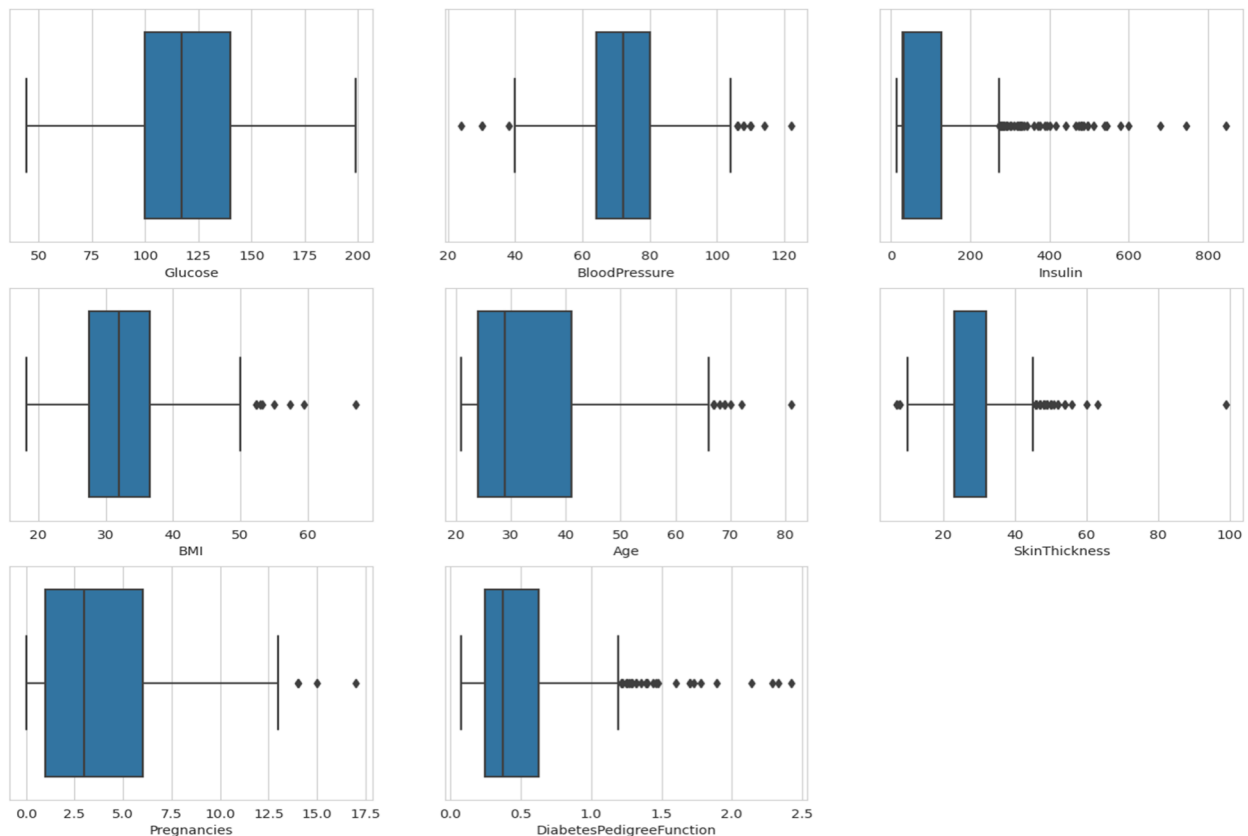 50 75 100 125 150 175 200
Glucose
20 40 60 80 100 120
BloodPressure
0 200 400 600 800
Insulin
20 30 40 50 60
BMI
20 30 40 50 60 70 80
Age
20 40 60 80 100
SkinThickness
0.0 2.5 5.0 7.5 10.0 12.5 15.0 17.5
Pregnancies
0.0 0.5 1.0 1.5 2.0 2.5
DiabetesPedigreeFunction